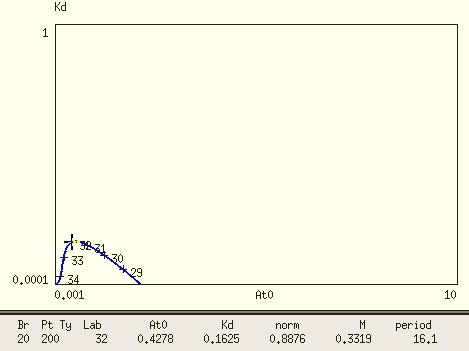 Kd
1
32 31 30 29
33
34
0.0001
0.001 At0 10
Br Pt Ty Lab At0 Kd norm M period
20 200 32 0.4278 0.1625 0.8876 0.3319 16.1